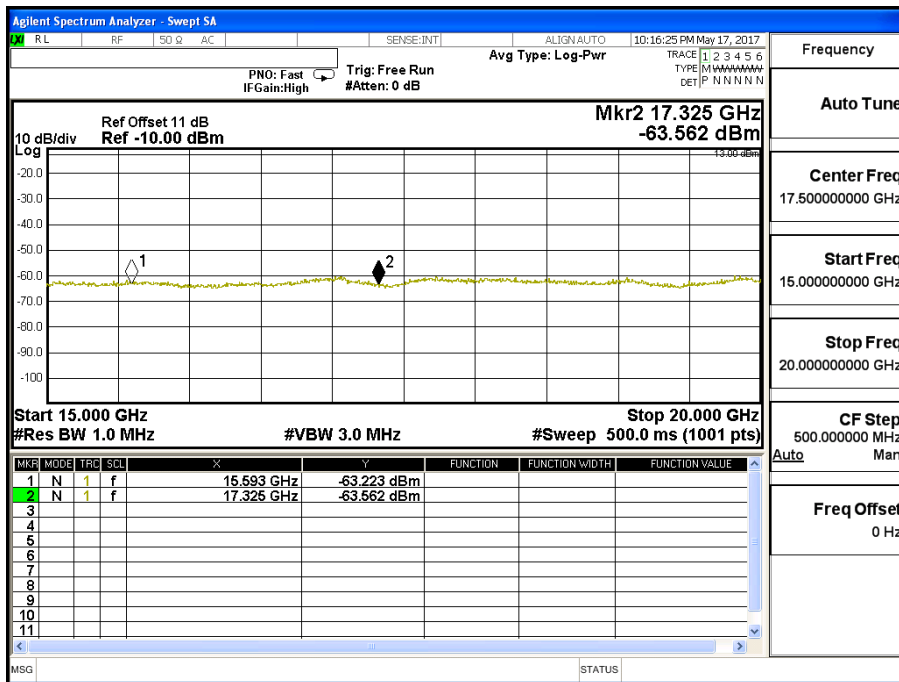 Agilent Spectrum Analyzer - Swept SA
LXI RL RF 50 Ω AC SENSE:INT ALIGN AUTO 10:16:25 PM May 17, 2017
Avg Type: Log-Pwr
TRACE 1 2 3 4 5 6
TYPE M WWWWW
DET P N N N N N
PNO: Fast
IFGain:High
Trig: Free Run
#Atten: 0 dB
Mkr2 17.325 GHz
-63.562 dBm
Ref Offset 11 dB
Ref -10.00 dBm
10 dB/div
Log
13.00 dBm
-20.0
-30.0
-40.0
-50.0
-60.0
-70.0
-80.0
-90.0
-100
1
2
Start 15.000 GHz Stop 20.000 GHz
#Res BW 1.0 MHz #VBW 3.0 MHz #Sweep 500.0 ms (1001 pts)
MKR MODE TRC SCL X Y FUNCTION FUNCTION WIDTH FUNCTION VALUE
1 N 1 f 15.593 GHz -63.223 dBm
2 N 1 f 17.325 GHz -63.562 dBm
3
4
5
6
7
8
9
10
11
MSG STATUS
Frequency
Auto Tune
Center Freq
17.500000000 GHz
Start Freq
15.000000000 GHz
Stop Freq
20.000000000 GHz
CF Step
500.000000 MHz
Auto Man
Freq Offset
0 Hz